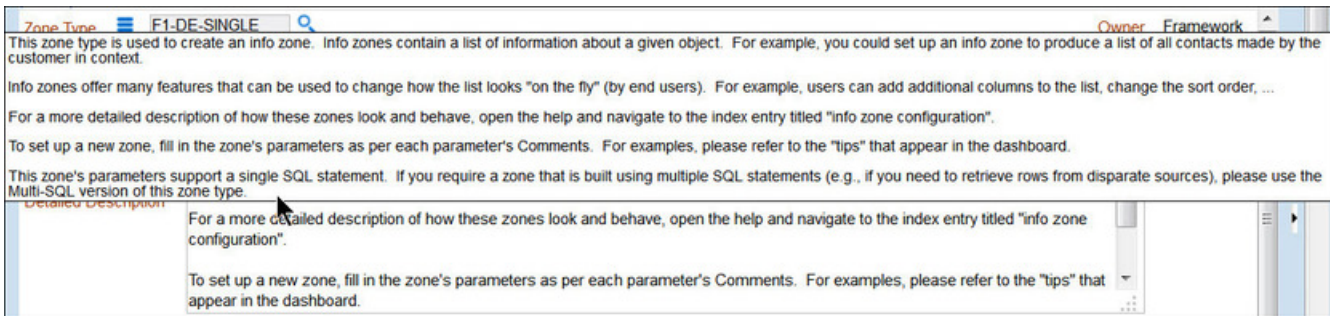 Zone Type F1-DE-SINGLE Owner Framework
This zone type is used to create an info zone. Info zones contain a list of information about a given object. For example, you could set up an info zone to produce a list of all contacts made by the
customer in context.
Info zones offer many features that can be used to change how the list looks "on the fly" (by end users). For example, users can add additional columns to the list, change the sort order, ...
For a more detailed description of how these zones look and behave, open the help and navigate to the index entry titled "info zone configuration".
To set up a new zone, fill in the zone's parameters as per each parameter's Comments. For examples, please refer to the "tips" that appear in the dashboard.
This zone's parameters support a single SQL statement. If you require a zone that is built using multiple SQL statements (e.g., if you need to retrieve rows from disparate sources), please use the
Multi-SQL version of this zone type.
Detailed Description
For a more detailed description of how these zones look and behave, open the help and navigate to the index entry titled "info zone
configuration".
To set up a new zone, fill in the zone's parameters as per each parameter's Comments. For examples, please refer to the "tips" that
appear in the dashboard.